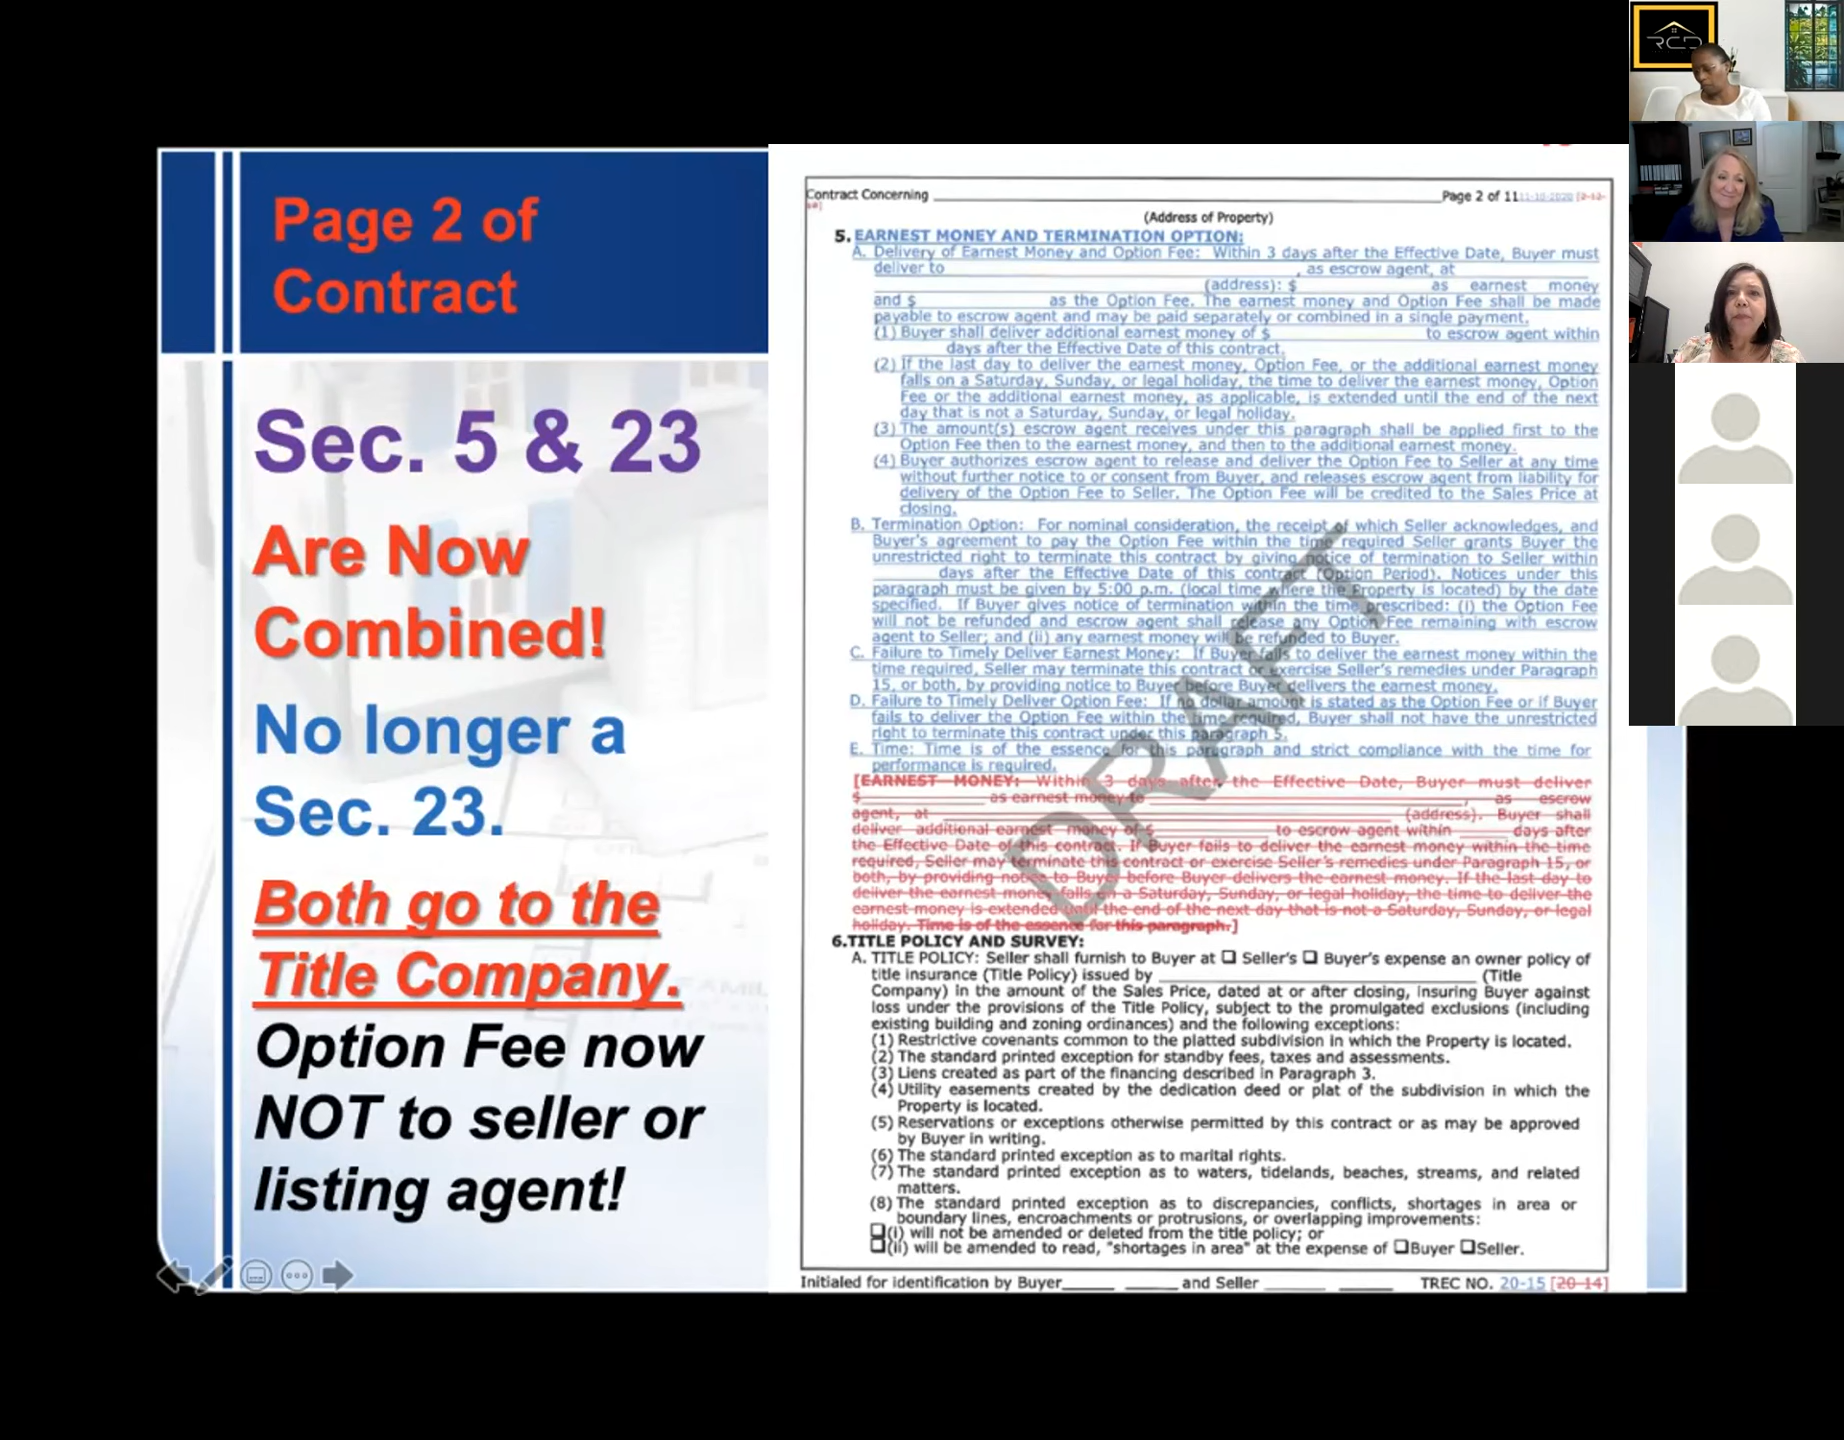 RCD
Page 2 of
Contract
Sec. 5 & 23
Are Now
Combined!
No longer a
Sec. 23.
Both go to the
Title Company.
Option Fee now
NOT to seller or
listing agent!
Contract Concerning Page 2 of 11 11-10-2020
(Address of Property)
5. EARNEST MONEY AND TERMINATION OPTION:
A. Delivery of Earnest Money and Option Fee: Within 3 days after the Effective Date, Buyer must
deliver to , as escrow agent, at
(address): $ as earnest money
and $ as the Option Fee. The earnest money and Option Fee shall be made
payable to escrow agent and may be paid separately or combined in a single payment.
(1) Buyer shall deliver additional earnest money of $ to escrow agent within
days after the Effective Date of this contract.
(2) If the last day to deliver the earnest money, Option Fee, or the additional earnest money
falls on a Saturday, Sunday, or legal holiday, the time to deliver the earnest money, Option
Fee or the additional earnest money, as applicable, is extended until the end of the next
day that is not a Saturday, Sunday, or legal holiday.
(3) The amount(s) escrow agent receives under this paragraph shall be applied first to the
Option Fee then to the earnest money, and then to the additional earnest money.
(4) Buyer authorizes escrow agent to release and deliver the Option Fee to Seller at any time
without further notice to or consent from Buyer, and releases escrow agent from liability for
delivery of the Option Fee to Seller. The Option Fee will be credited to the Sales Price at
closing.
B. Termination Option: For nominal consideration, the receipt of which Seller acknowledges, and
Buyer's agreement to pay the Option Fee within the time required Seller grants Buyer the
unrestricted right to terminate this contract by giving notice of termination to Seller within
days after the Effective Date of this contract (Option Period). Notices under this
paragraph must be given by 5:00 p.m. (local time where the Property is located) by the date
specified. If Buyer gives notice of termination within the time prescribed: (i) the Option Fee
will not be refunded and escrow agent shall release any Option Fee remaining with escrow
agent to Seller; and (ii) any earnest money will be refunded to Buyer.
C. Failure to Timely Deliver Earnest Money: If Buyer fails to deliver the earnest money within the
time required, Seller may terminate this contract or exercise Seller's remedies under Paragraph
15, or both, by providing notice to Buyer before Buyer delivers the earnest money.
D. Failure to Timely Deliver Option Fee: If no dollar amount is stated as the Option Fee or if Buyer
fails to deliver the Option Fee within the time required, Buyer shall not have the unrestricted
right to terminate this contract under this paragraph 5.
E. Time: Time is of the essence for this paragraph and strict compliance with the time for
performance is required.
[EARNEST MONEY: Within 3 days after the Effective Date, Buyer must deliver
$ as earnest money to , as escrow
agent, at (address). Buyer shall
deliver additional earnest money of $ to escrow agent within days after
the Effective Date of this contract. If Buyer fails to deliver the earnest money within the time
required, Seller may terminate this contract or exercise Seller's remedies under Paragraph 15, or
both, by providing notice to Buyer before Buyer delivers the earnest money. If the last day to
deliver the earnest money falls on a Saturday, Sunday, or legal holiday, the time to deliver the
earnest money is extended until the end of the next day that is not a Saturday, Sunday, or legal
holiday. Time is of the essence for this paragraph.]
DRAFT
6.TITLE POLICY AND SURVEY:
A. TITLE POLICY: Seller shall furnish to Buyer at ❑ Seller's ❑ Buyer's expense an owner policy of
title insurance (Title Policy) issued by (Title
Company) in the amount of the Sales Price, dated at or after closing, insuring Buyer against
loss under the provisions of the Title Policy, subject to the promulgated exclusions (including
existing building and zoning ordinances) and the following exceptions:
(1) Restrictive covenants common to the platted subdivision in which the Property is located.
(2) The standard printed exception for standby fees, taxes and assessments.
(3) Liens created as part of the financing described in Paragraph 3.
(4) Utility easements created by the dedication deed or plat of the subdivision in which the
Property is located.
(5) Reservations or exceptions otherwise permitted by this contract or as may be approved
by Buyer in writing.
(6) The standard printed exception as to marital rights.
(7) The standard printed exception as to waters, tidelands, beaches, streams, and related
matters.
(8) The standard printed exception as to discrepancies, conflicts, shortages in area or
boundary lines, encroachments or protrusions, or overlapping improvements:
❑(i) will not be amended or deleted from the title policy; or
❑(ii) will be amended to read, "shortages in area" at the expense of ❑Buyer ❑Seller.
Initialed for identification by Buyer and Seller TREC NO. 20-15 [20-14]